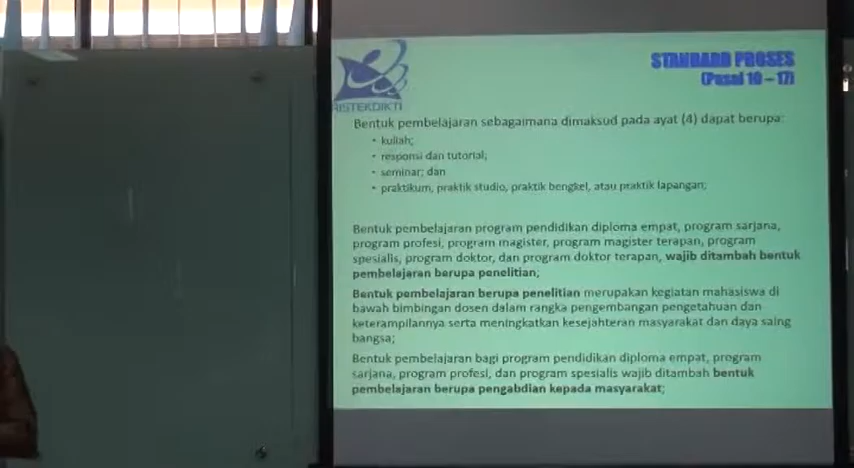 STANDARD PROSES
(Pasal 10 – 17)
RISTEKDIKTI
Bentuk pembelajaran sebagaimana dimaksud pada ayat (4) dapat berupa:
• kuliah;
• responsi dan tutorial;
• seminar; dan
• praktikum, praktik studio, praktik bengkel, atau praktik lapangan;
Bentuk pembelajaran program pendidikan diploma empat, program sarjana,
program profesi, program magister, program magister terapan, program
spesialis, program doktor, dan program doktor terapan, wajib ditambah bentuk
pembelajaran berupa penelitian;
Bentuk pembelajaran berupa penelitian merupakan kegiatan mahasiswa di
bawah bimbingan dosen dalam rangka pengembangan pengetahuan dan
keterampilannya serta meningkatkan kesejahteran masyarakat dan daya saing
bangsa;
Bentuk pembelajaran bagi program pendidikan diploma empat, program
sarjana, program profesi, dan program spesialis wajib ditambah bentuk
pembelajaran berupa pengabdian kepada masyarakat;